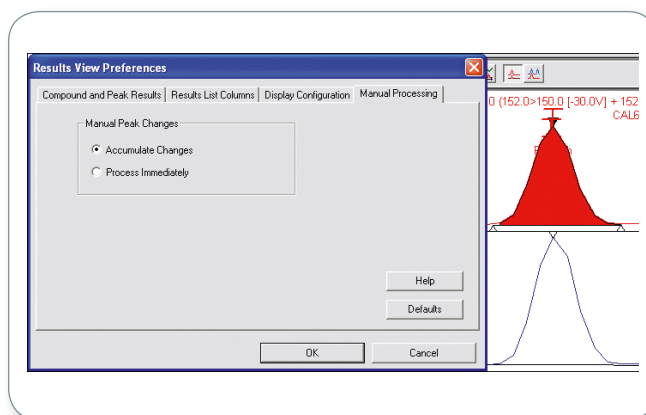 Results View Preferences
Compound and Peak Results
Results List Columns
Display Configuration
Manual Processing
Manual Peak Changes
Accumulate Changes
Process Immediately
Help
Defaults
OK
Cancel
0 (152.0>150.0 [-30.0V] + 152
CAL6